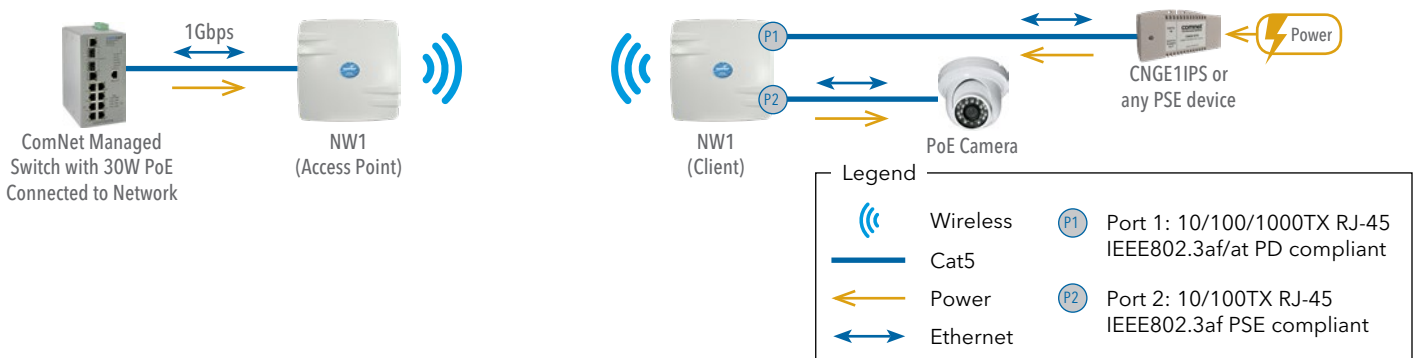 1Gbps
P1
P2
comnet
Power
ComNet Managed
Switch with 30W PoE
Connected to Network
NW1
(Access Point)
NW1
(Client)
PoE Camera
CNGE1IPS or
any PSE device
Legend
Wireless
Cat5
Power
Ethernet
P1
Port 1: 10/100/1000TX RJ-45
IEEE802.3af/at PD compliant
P2
Port 2: 10/100TX RJ-45
IEEE802.3af PSE compliant